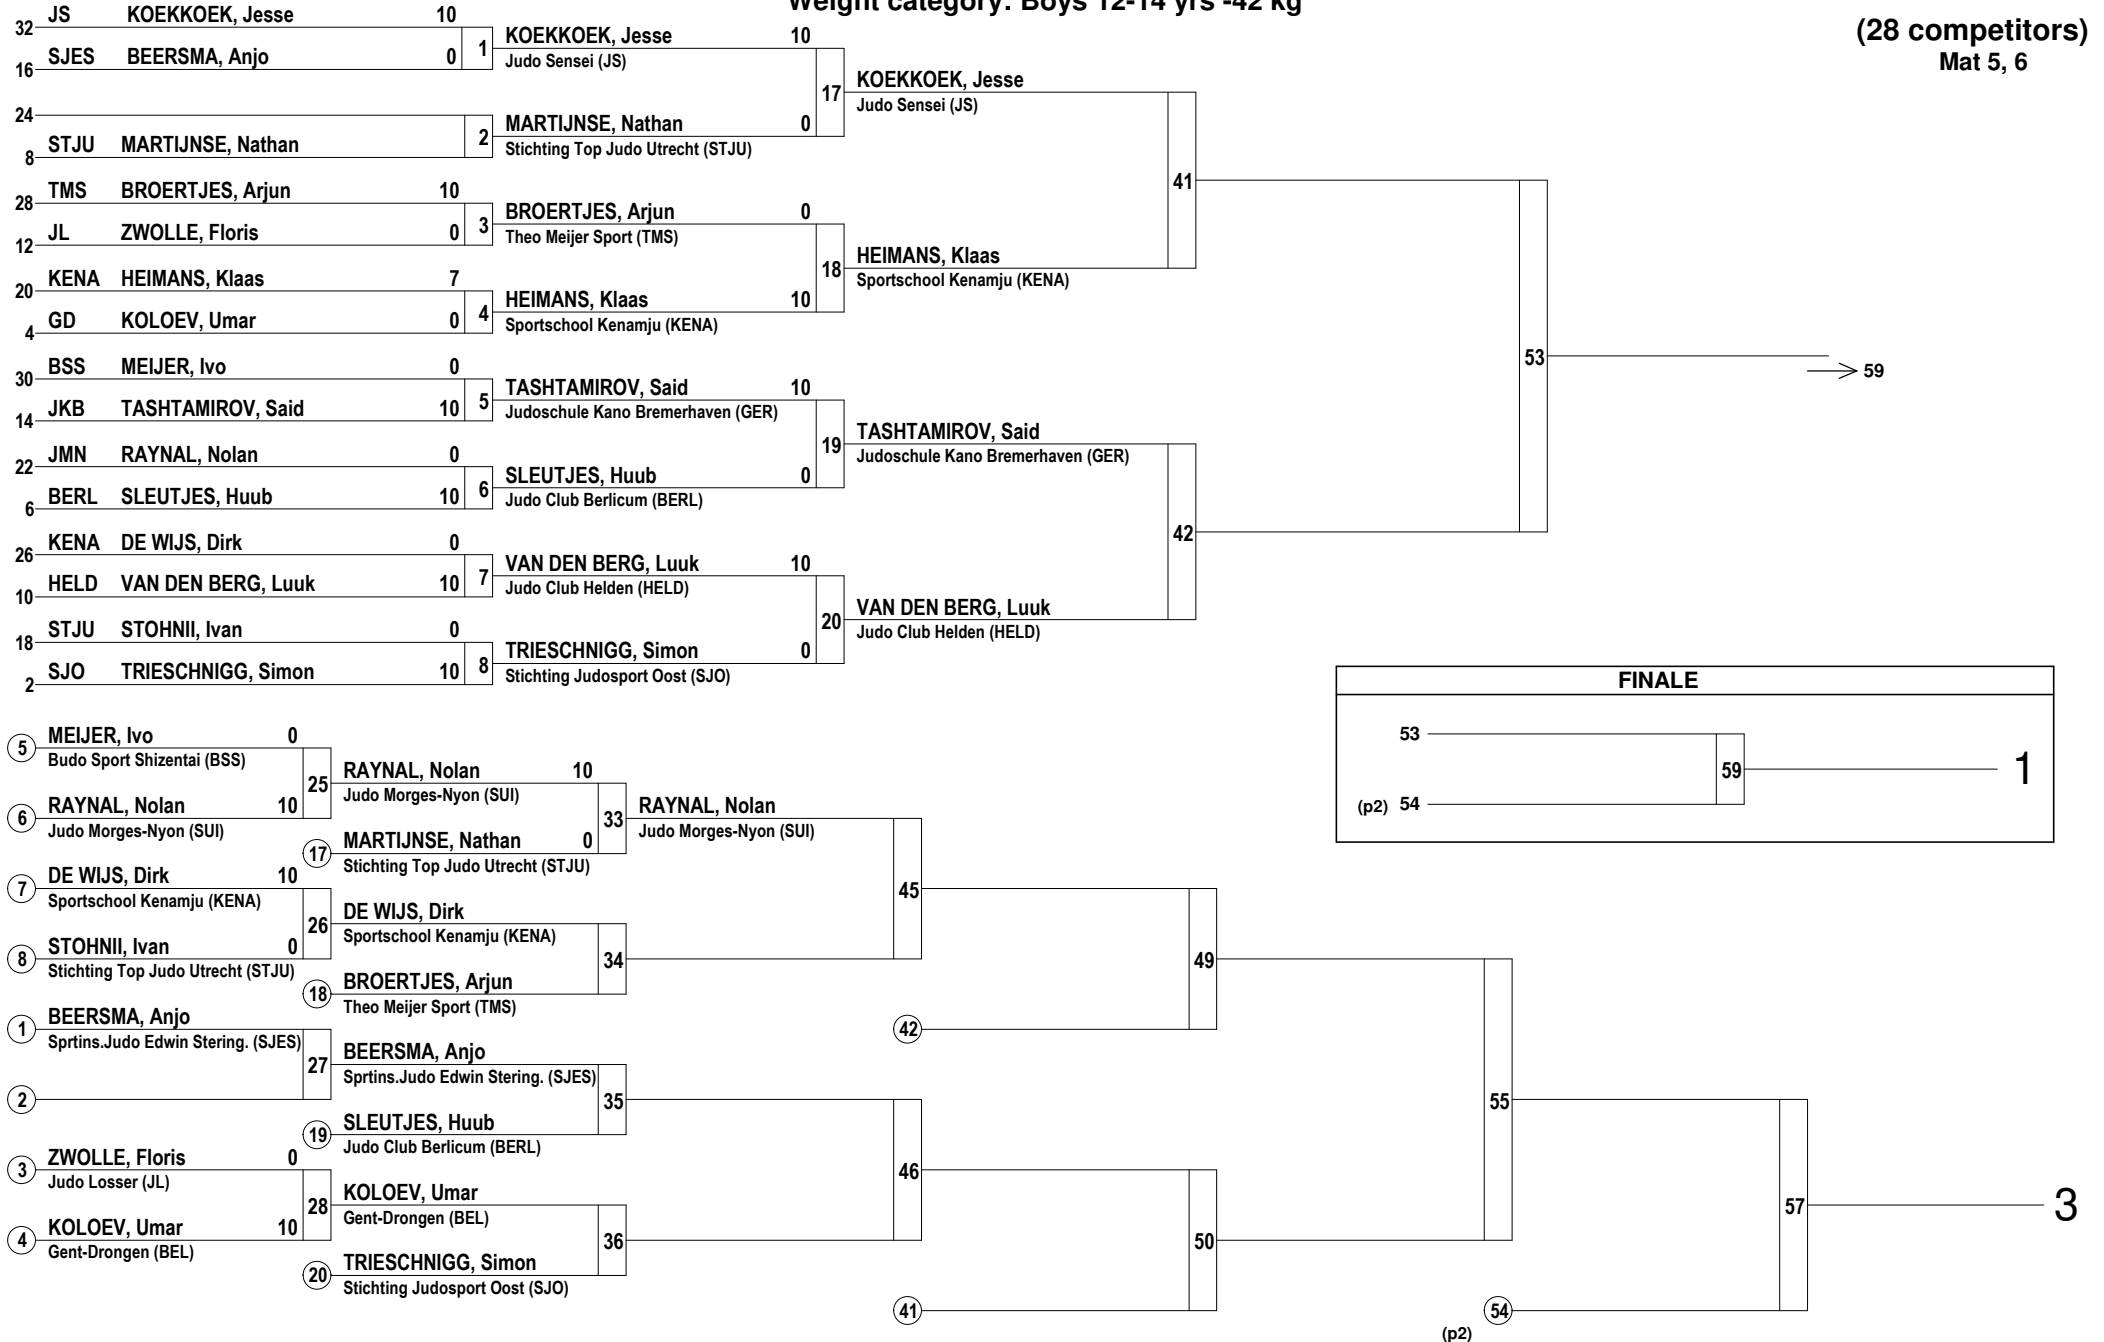 Weight category: Boys 12-14 yrs -42 kg
(28 competitors)
Mat 5, 6
32 JS KOEKKOEK, Jesse 10
16 SJES BEERSMA, Anjo 0
1
24
8 STJU MARTIJNSE, Nathan
2
28 TMS BROERTJES, Arjun 10
12 JL ZWOLLE, Floris 0
3
20 KENA HEIMANS, Klaas 7
4 GD KOLOEV, Umar 0
4
30 BSS MEIJER, Ivo 0
14 JKB TASHTAMIROV, Said 10
5
22 JMN RAYNAL, Nolan 0
6 BERL SLEUTJES, Huub 10
6
26 KENA DE WIJS, Dirk 0
10 HELD VAN DEN BERG, Luuk 10
7
18 STJU STOHNII, Ivan 0
2 SJO TRIESCHNIGG, Simon 10
8
KOEKKOEK, Jesse 10
Judo Sensei (JS)
MARTIJNSE, Nathan 0
Stichting Top Judo Utrecht (STJU)
17
BROERTJES, Arjun 0
Theo Meijer Sport (TMS)
HEIMANS, Klaas 10
Sportschool Kenamju (KENA)
18
TASHTAMIROV, Said 10
Judoschule Kano Bremerhaven (GER)
SLEUTJES, Huub 0
Judo Club Berlicum (BERL)
19
VAN DEN BERG, Luuk 10
Judo Club Helden (HELD)
TRIESCHNIGG, Simon 0
Stichting Judosport Oost (SJO)
20
KOEKKOEK, Jesse
Judo Sensei (JS)
HEIMANS, Klaas
Sportschool Kenamju (KENA)
41
TASHTAMIROV, Said
Judoschule Kano Bremerhaven (GER)
VAN DEN BERG, Luuk
Judo Club Helden (HELD)
42
53
59
FINALE
53
(p2) 54
59
1
5 MEIJER, Ivo 0
Budo Sport Shizentai (BSS)
6 RAYNAL, Nolan 10
Judo Morges-Nyon (SUI)
25
7 DE WIJS, Dirk 10
Sportschool Kenamju (KENA)
8 STOHNII, Ivan 0
Stichting Top Judo Utrecht (STJU)
26
1 BEERSMA, Anjo
Sprtins.Judo Edwin Stering. (SJES)
2
27
3 ZWOLLE, Floris 0
Judo Losser (JL)
4 KOLOEV, Umar 10
Gent-Drongen (BEL)
28
RAYNAL, Nolan 10
Judo Morges-Nyon (SUI)
17 MARTIJNSE, Nathan 0
Stichting Top Judo Utrecht (STJU)
33
DE WIJS, Dirk
Sportschool Kenamju (KENA)
18 BROERTJES, Arjun
Theo Meijer Sport (TMS)
34
BEERSMA, Anjo
Sprtins.Judo Edwin Stering. (SJES)
19 SLEUTJES, Huub
Judo Club Berlicum (BERL)
35
KOLOEV, Umar
Gent-Drongen (BEL)
20 TRIESCHNIGG, Simon
Stichting Judosport Oost (SJO)
36
RAYNAL, Nolan
Judo Morges-Nyon (SUI)
45
42
49
46
41
50
55
54
(p2)
57
3